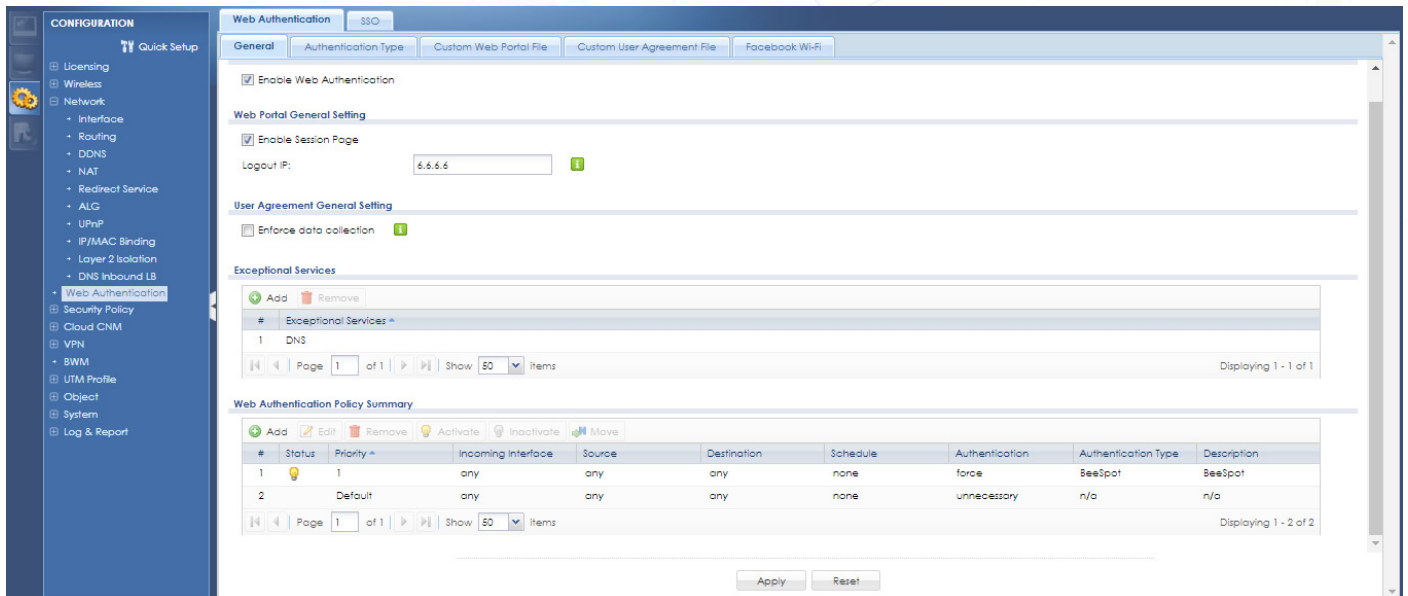 CONFIGURATION
Quick Setup
Licensing
Wireless
Network
Interface
Routing
DDNS
NAT
Redirect Service
ALG
UPnP
IP/MAC Binding
Layer 2 Isolation
DNS Inbound LB
Web Authentication
Security Policy
Cloud CNM
VPN
BWM
UTM Profile
Object
System
Log & Report
Web Authentication SSO
General Authentication Type Custom Web Portal File Custom User Agreement File Facebook Wi-Fi
Enable Web Authentication
Web Portal General Setting
Enable Session Page
Logout IP: 6.6.6.6
User Agreement General Setting
Enforce data collection
Exceptional Services
Add Remove
# Exceptional Services
1 DNS
Page 1 of 1 Show 50 items Displaying 1 - 1 of 1
Web Authentication Policy Summary
Add Edit Remove Activate Inactivate Move
# Status Priority Incoming Interface Source Destination Schedule Authentication Authentication Type Description
1 1 any any any none force BeeSpot BeeSpot
2 Default any any any none unnecessary n/a n/a
Page 1 of 1 Show 50 items Displaying 1 - 2 of 2
Apply Reset